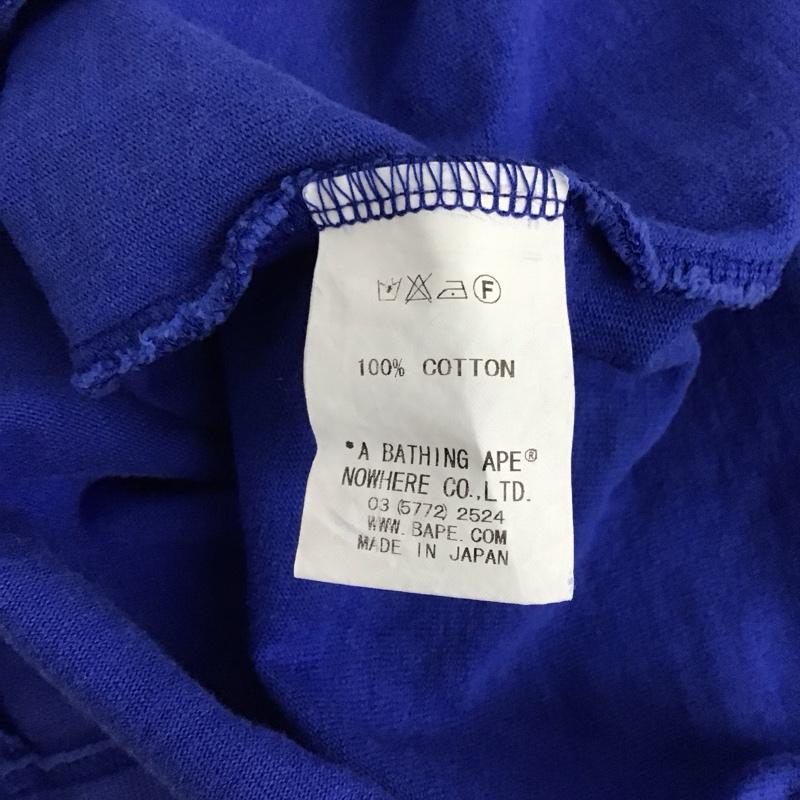 F
100% COTTON
*A BATHING APE®
NOWHERE CO.,LTD.
03 (5772) 2524
WWW.BAPE.COM
MADE IN JAPAN